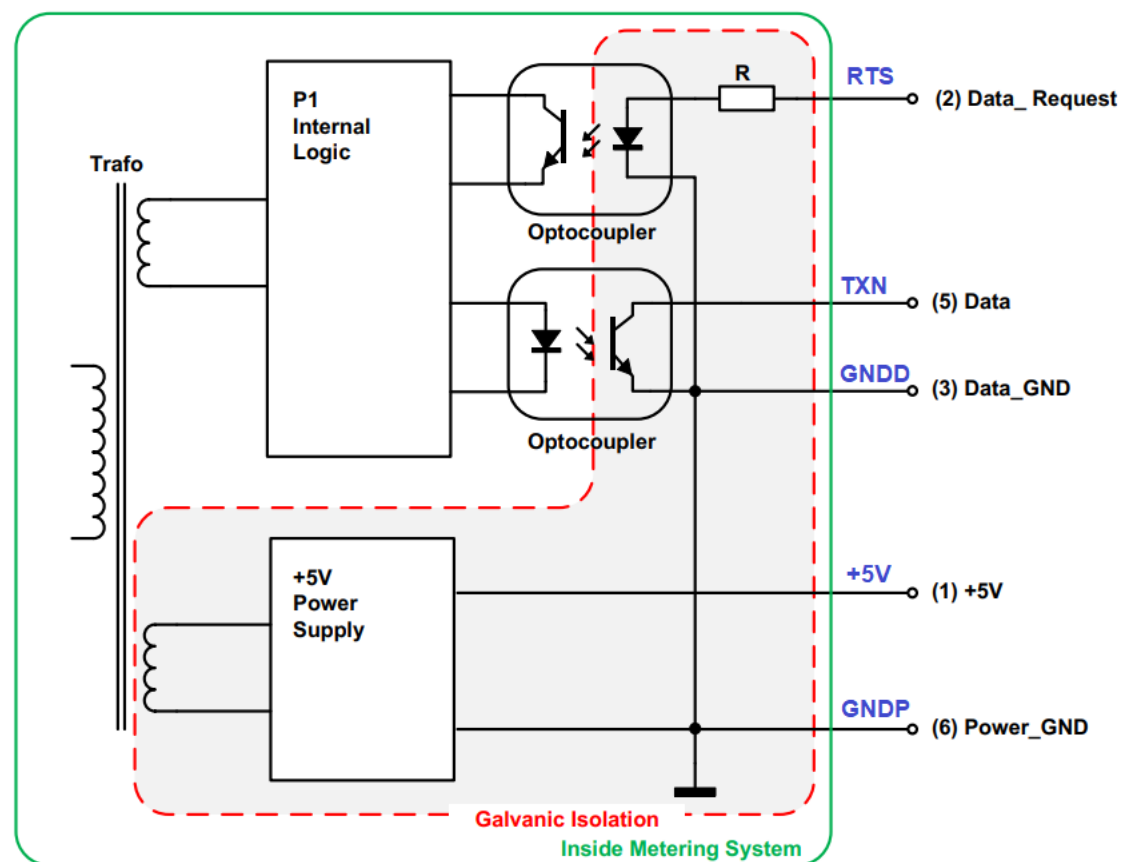 P1
Internal
Logic
Trafo
R
RTS
(2) Data_ Request
Optocoupler
TXN
(5) Data
GNDD
(3) Data_GND
Optocoupler
+5V
Power
Supply
+5V
(1) +5V
GNDP
(6) Power_GND
Galvanic Isolation
Inside Metering System